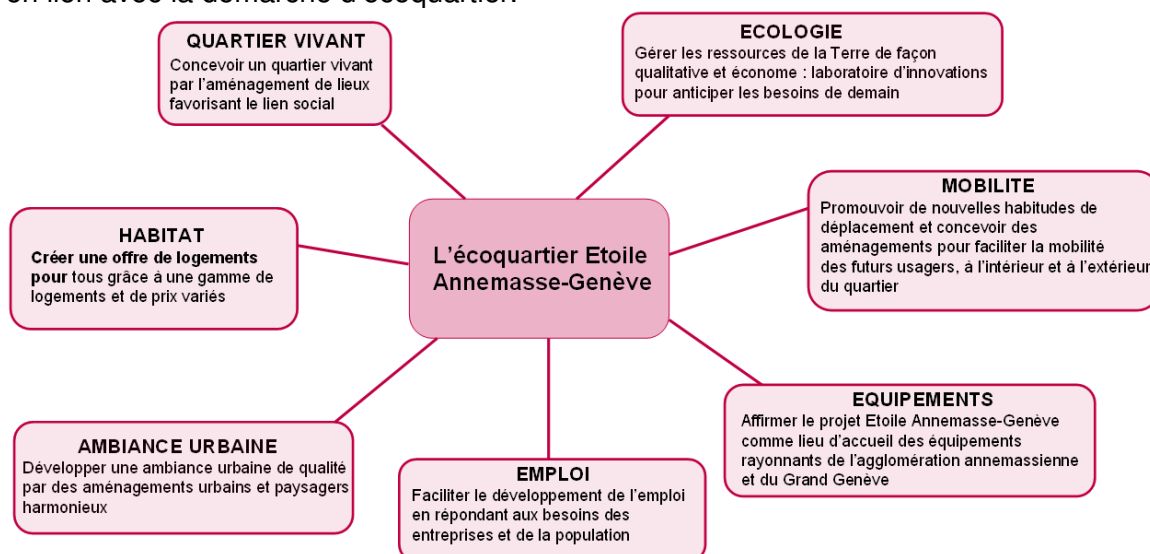 en lien avec la démarche d'écoquartier.
QUARTIER VIVANT
Concevoir un quartier vivant
par l'aménagement de lieux
favorisant le lien social
ECOLOGIE
Gérer les ressources de la Terre de façon
qualitative et économe : laboratoire d'innovations
pour anticiper les besoins de demain
MOBILITE
Promouvoir de nouvelles habitudes de
déplacement et concevoir des
aménagements pour faciliter la mobilité
des futurs usagers, à l'intérieur et à l'extérieur
du quartier
HABITAT
Créer une offre de logements
pour tous grâce à une gamme de
logements et de prix variés
L'écoquartier Etoile
Annemasse-Genève
EQUIPEMENTS
Affirmer le projet Etoile Annemasse-Genève
comme lieu d'accueil des équipements
rayonnants de l'agglomération annemassienne
et du Grand Genève
AMBIANCE URBAINE
Développer une ambiance urbaine de qualité
par des aménagements urbains et paysagers
harmonieux
EMPLOI
Faciliter le développement de l'emploi
en répondant aux besoins des
entreprises et de la population